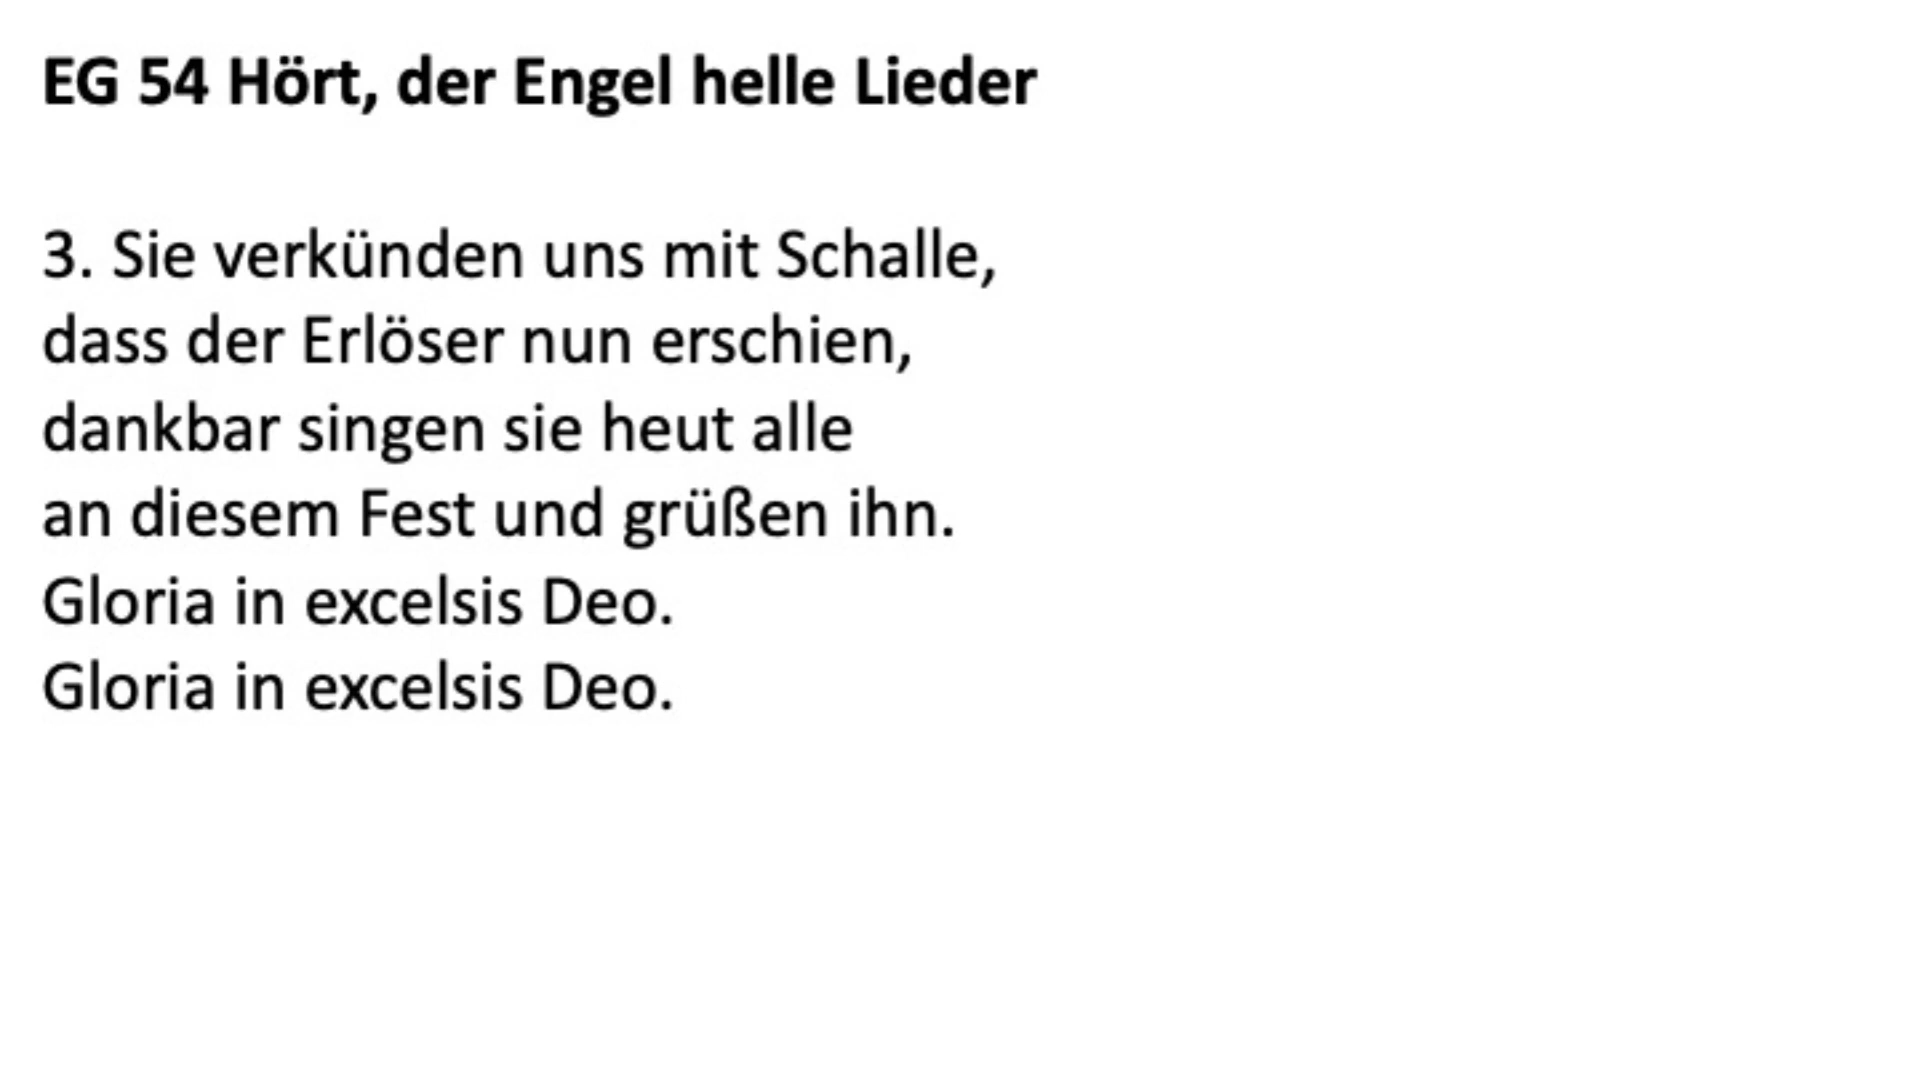 EG 54 Hört, der Engel helle Lieder
3. Sie verkünden uns mit Schalle,
dass der Erlöser nun erschien,
dankbar singen sie heut alle
an diesem Fest und grüßen ihn.
Gloria in excelsis Deo.
Gloria in excelsis Deo.